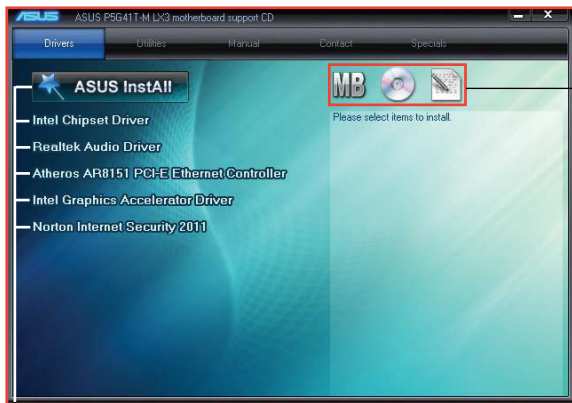 ASUS ASUS P5G41T-M LX3 motherboard support CD
Drivers Utilities Manual Contact Specials
ASUS InstAll
MB
Please select items to install.
Intel Chipset Driver
Realtek Audio Driver
Atheros AR8151 PCI-E Ethernet Controller
Intel Graphics Accelerator Driver
Norton Internet Security 2011